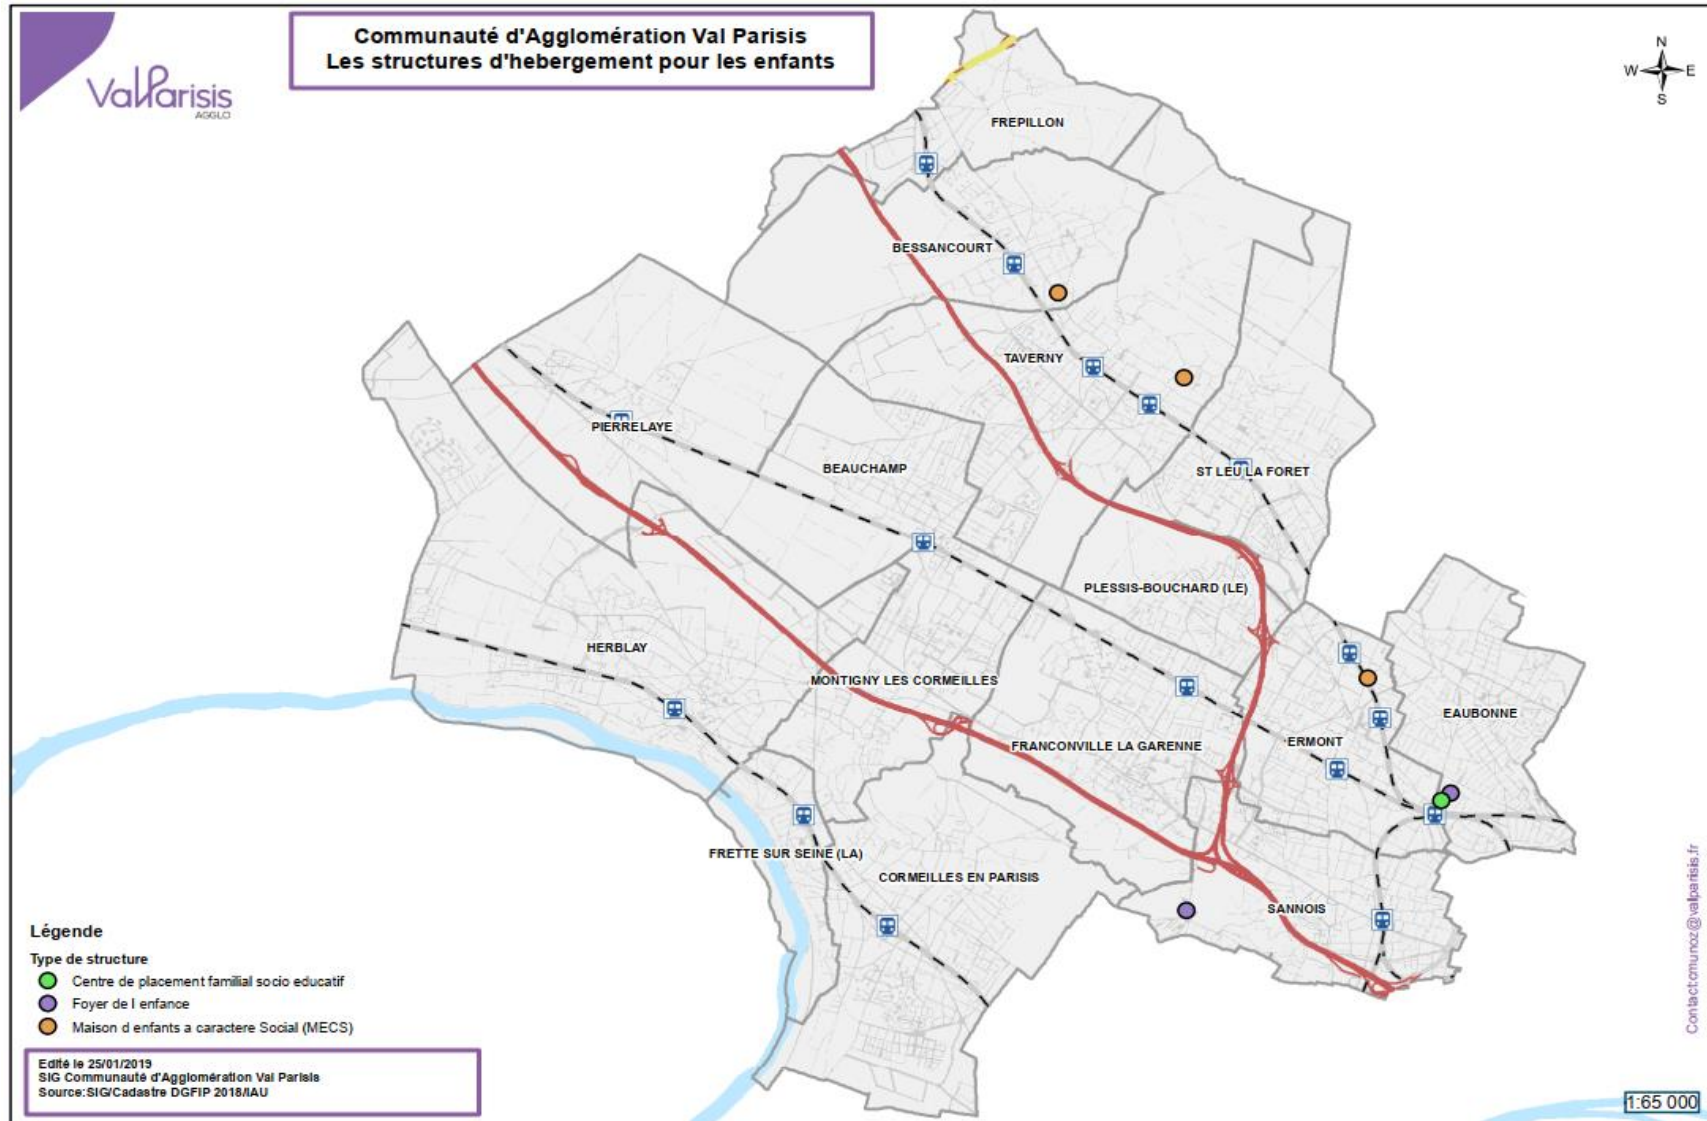 Communauté d'Agglomération Val Parisis
Les structures d'hebergement pour les enfants
ValParisis
AGGLO
N
W E
S
FREPILLON
BESSANCOURT
TAVERNY
PIERRELAYE
BEAUCHAMP
ST LEU LA FORET
PLESSIS-BOUCHARD (LE)
HERBLAY
MONTIGNY LES CORMEILLES
EAUBONNE
FRANCONVILLE LA GARENNE
ERMONT
FRETTE SUR SEINE (LA)
CORMEILLES EN PARISIS
SANNOIS
Légende
Type de structure
Centre de placement familial socio educatif
Foyer de l enfance
Maison d enfants a caractere Social (MECS)
Edité le 25/01/2019
SIG Communauté d'Agglomération Val Parisis
Source:SIG/Cadastre DGFIP 2018/IAU
Contact:cmunoz@valparisis.fr
1:65 000